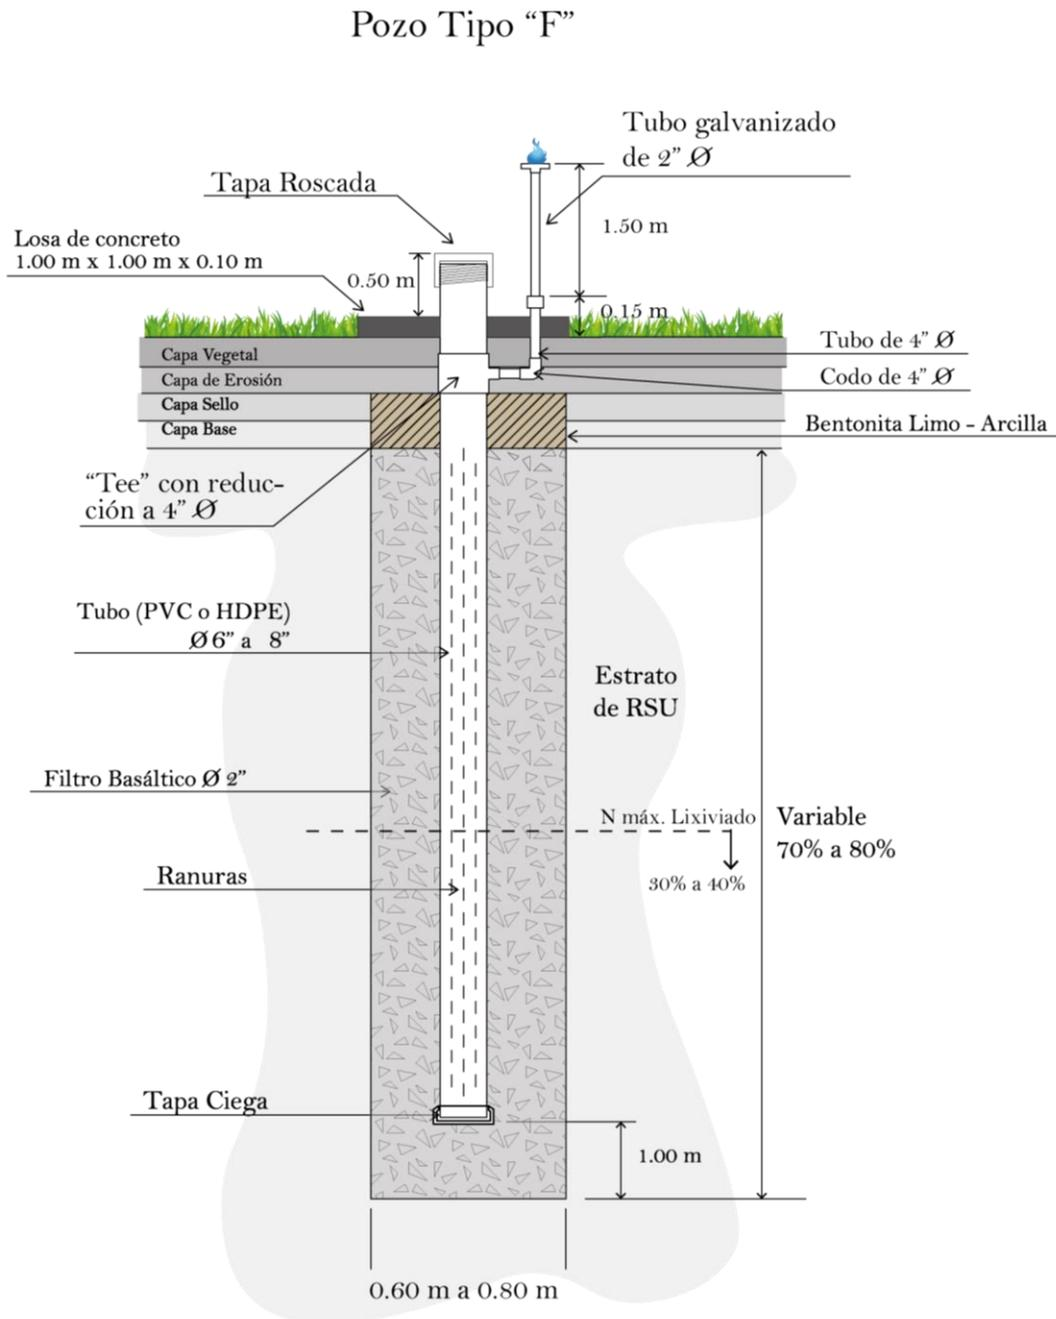 Pozo Tipo “F”
Tubo galvanizado
de 2” Ø
Tapa Roscada
1.50 m
Losa de concreto
1.00 m x 1.00 m x 0.10 m
0.50 m
0.15 m
Capa Vegetal
Tubo de 4” Ø
Capa de Erosión
Codo de 4” Ø
Capa Sello
Capa Base
Bentonita Limo - Arcilla
“Tee” con reduc-
ción a 4” Ø
Tubo (PVC o HDPE)
Ø 6” a 8”
Estrato
de RSU
Filtro Basáltico Ø 2”
N máx. Lixiviado
Variable
70% a 80%
Ranuras
30% a 40%
Tapa Ciega
1.00 m
0.60 m a 0.80 m